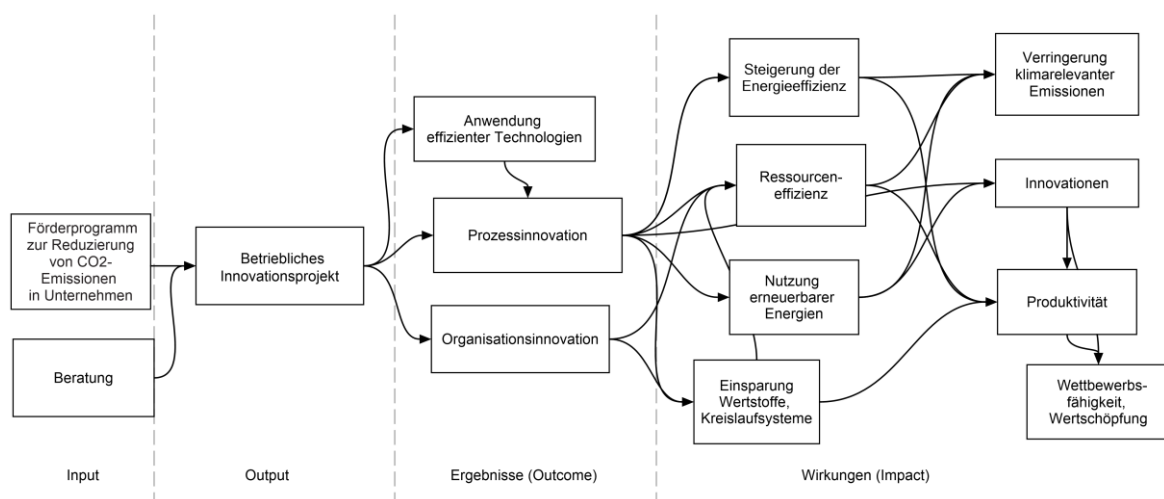 Förderprogramm
zur Reduzierung
von CO2-
Emissionen
in Unternehmen
Beratung
Betriebliches
Innovationsprojekt
Anwendung
effizienter Technologien
Prozessinnovation
Organisationsinnovation
Steigerung der
Energieeffizienz
Ressourcen-
effizienz
Nutzung
erneuerbarer
Energien
Einsparung
Wertstoffe,
Kreislaufsysteme
Verringerung
klimarelevanter
Emissionen
Innovationen
Produktivität
Wettbewerbs-
fähigkeit,
Wertschöpfung
Input
Output
Ergebnisse (Outcome)
Wirkungen (Impact)